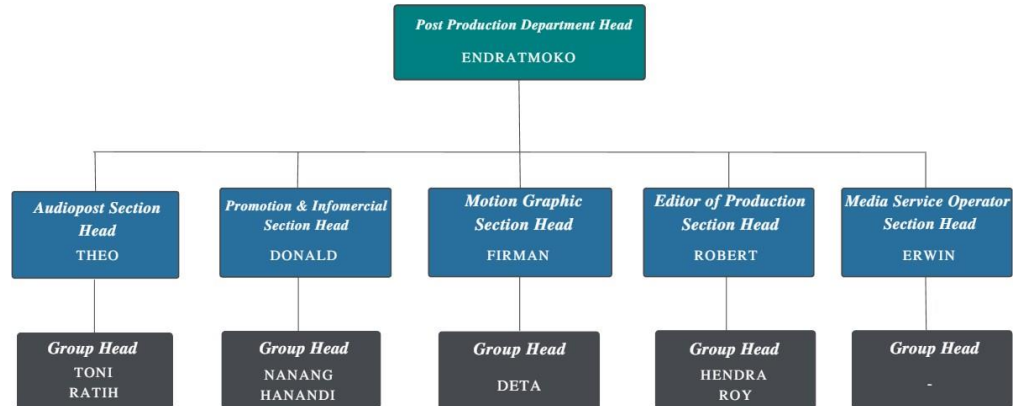 Post Production Department Head
ENDRATMOKO
Audiopost Section
Head
THEO
Promotion & Infomercial
Section Head
DONALD
Motion Graphic
Section Head
FIRMAN
Editor of Production
Section Head
ROBERT
Media Service Operator
Section Head
ERWIN
Group Head
TONI
RATIH
Group Head
NANANG
HANANDI
Group Head
DETA
Group Head
HENDRA
ROY
Group Head
-